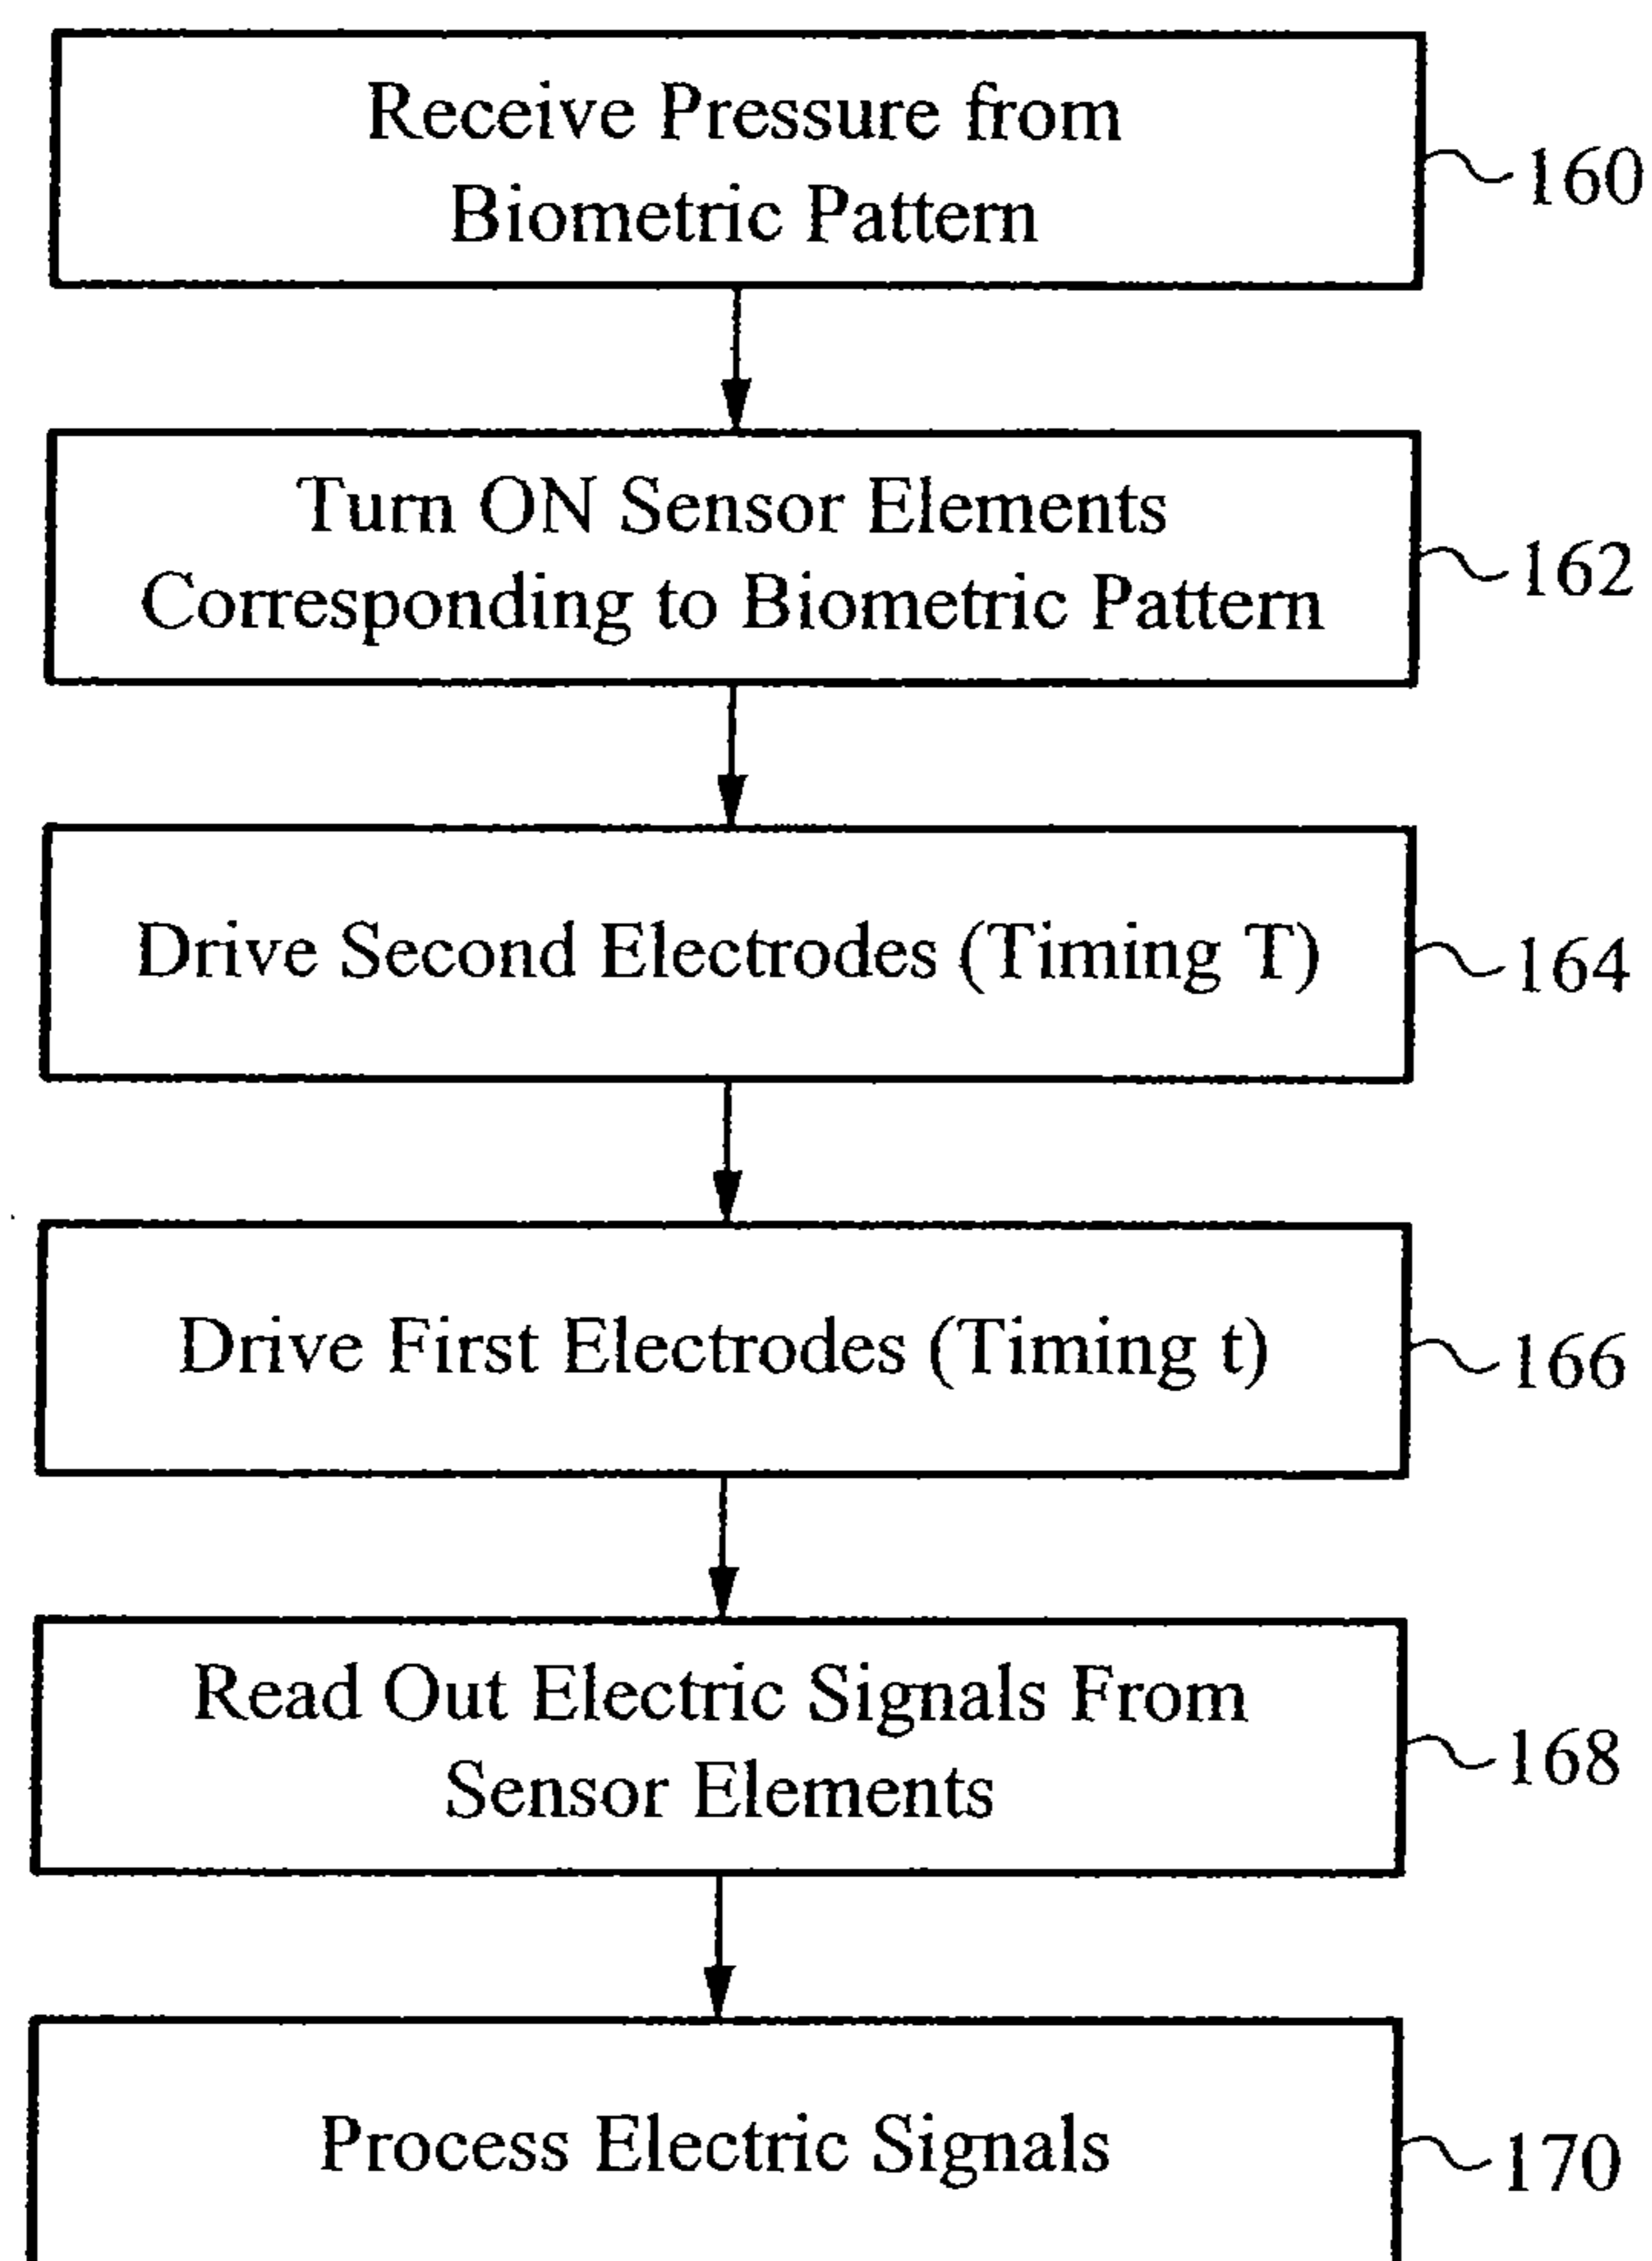 Receive Pressure from
Biometric Pattern
160
Turn ON Sensor Elements
Corresponding to Biometric Pattern
162
Drive Second Electrodes (Timing T)
164
Drive First Electrodes (Timing t)
166
Read Out Electric Signals From
Sensor Elements
168
Process Electric Signals
170